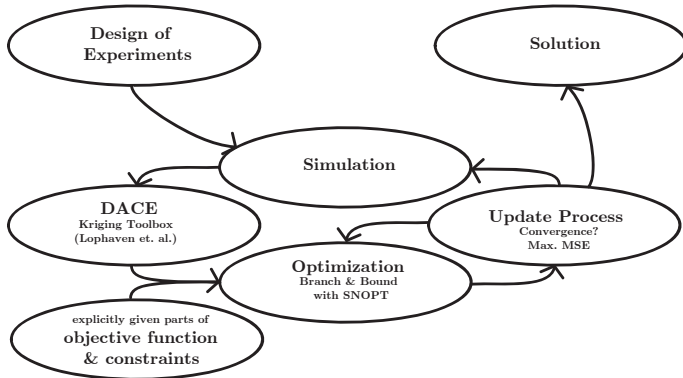 Design of
Experiments
Solution
Simulation
DACE
Kriging Toolbox
(Lophaven et. al.)
Update Process
Convergence?
Max. MSE
Optimization
Branch & Bound
with SNOPT
explicitly given parts of
objective function
& constraints